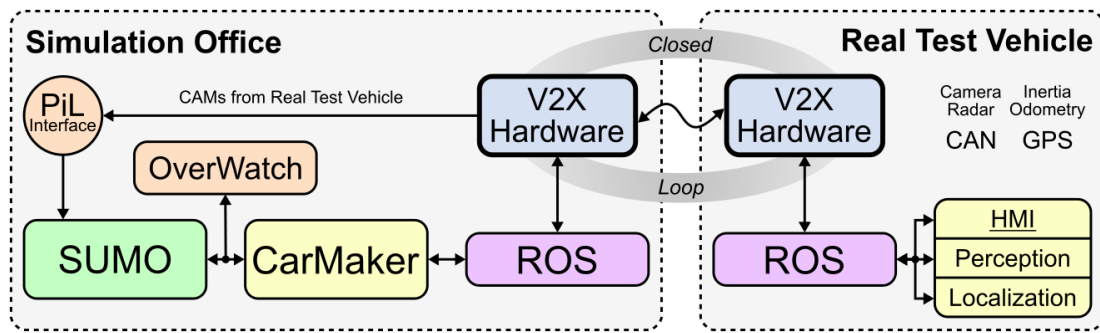 Simulation Office
PiL
Interface
CAMs from Real Test Vehicle
OverWatch
SUMO
CarMaker
V2X
Hardware
ROS
Closed
Loop
Real Test Vehicle
V2X
Hardware
Camera
Radar
CAN
Inertia
Odometry
GPS
ROS
HMI
Perception
Localization